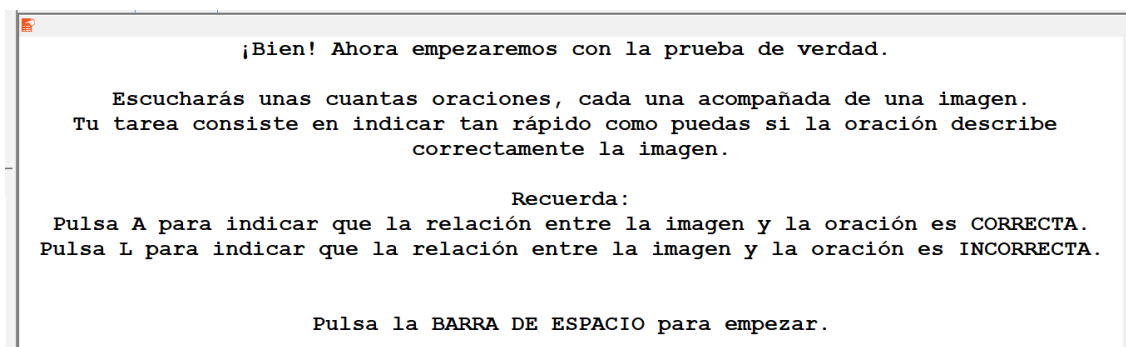 ¡Bien! Ahora empezaremos con la prueba de verdad.
Escucharás unas cuantas oraciones, cada una acompañada de una imagen.
Tu tarea consiste en indicar tan rápido como puedas si la oración describe
correctamente la imagen.
Recuerda:
Pulsa A para indicar que la relación entre la imagen y la oración es CORRECTA.
Pulsa L para indicar que la relación entre la imagen y la oración es INCORRECTA.
Pulsa la BARRA DE ESPACIO para empezar.